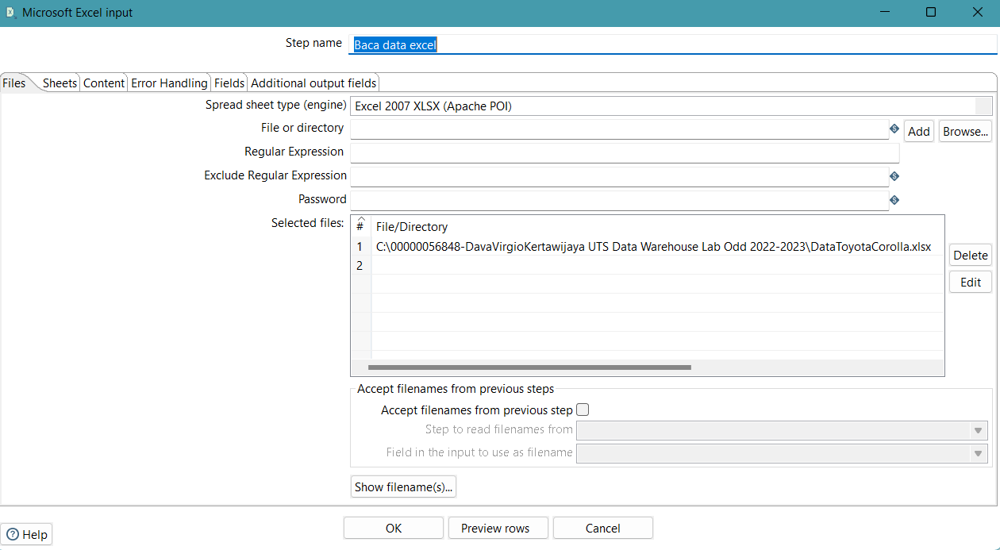 Microsoft Excel input
Step name Baca data excel
Files Sheets Content Error Handling Fields Additional output fields
Spread sheet type (engine) Excel 2007 XLSX (Apache POI)
File or directory Add Browse...
Regular Expression
Exclude Regular Expression
Password
Selected files: # File/Directory
1 C:\00000056848-DavaVirgioKertawijaya UTS Data Warehouse Lab Odd 2022-2023\DataToyotaCorolla.xlsx
2
Delete
Edit
Accept filenames from previous steps
Accept filenames from previous step
Step to read filenames from
Field in the input to use as filename
Show filename(s)...
OK Preview rows Cancel
Help